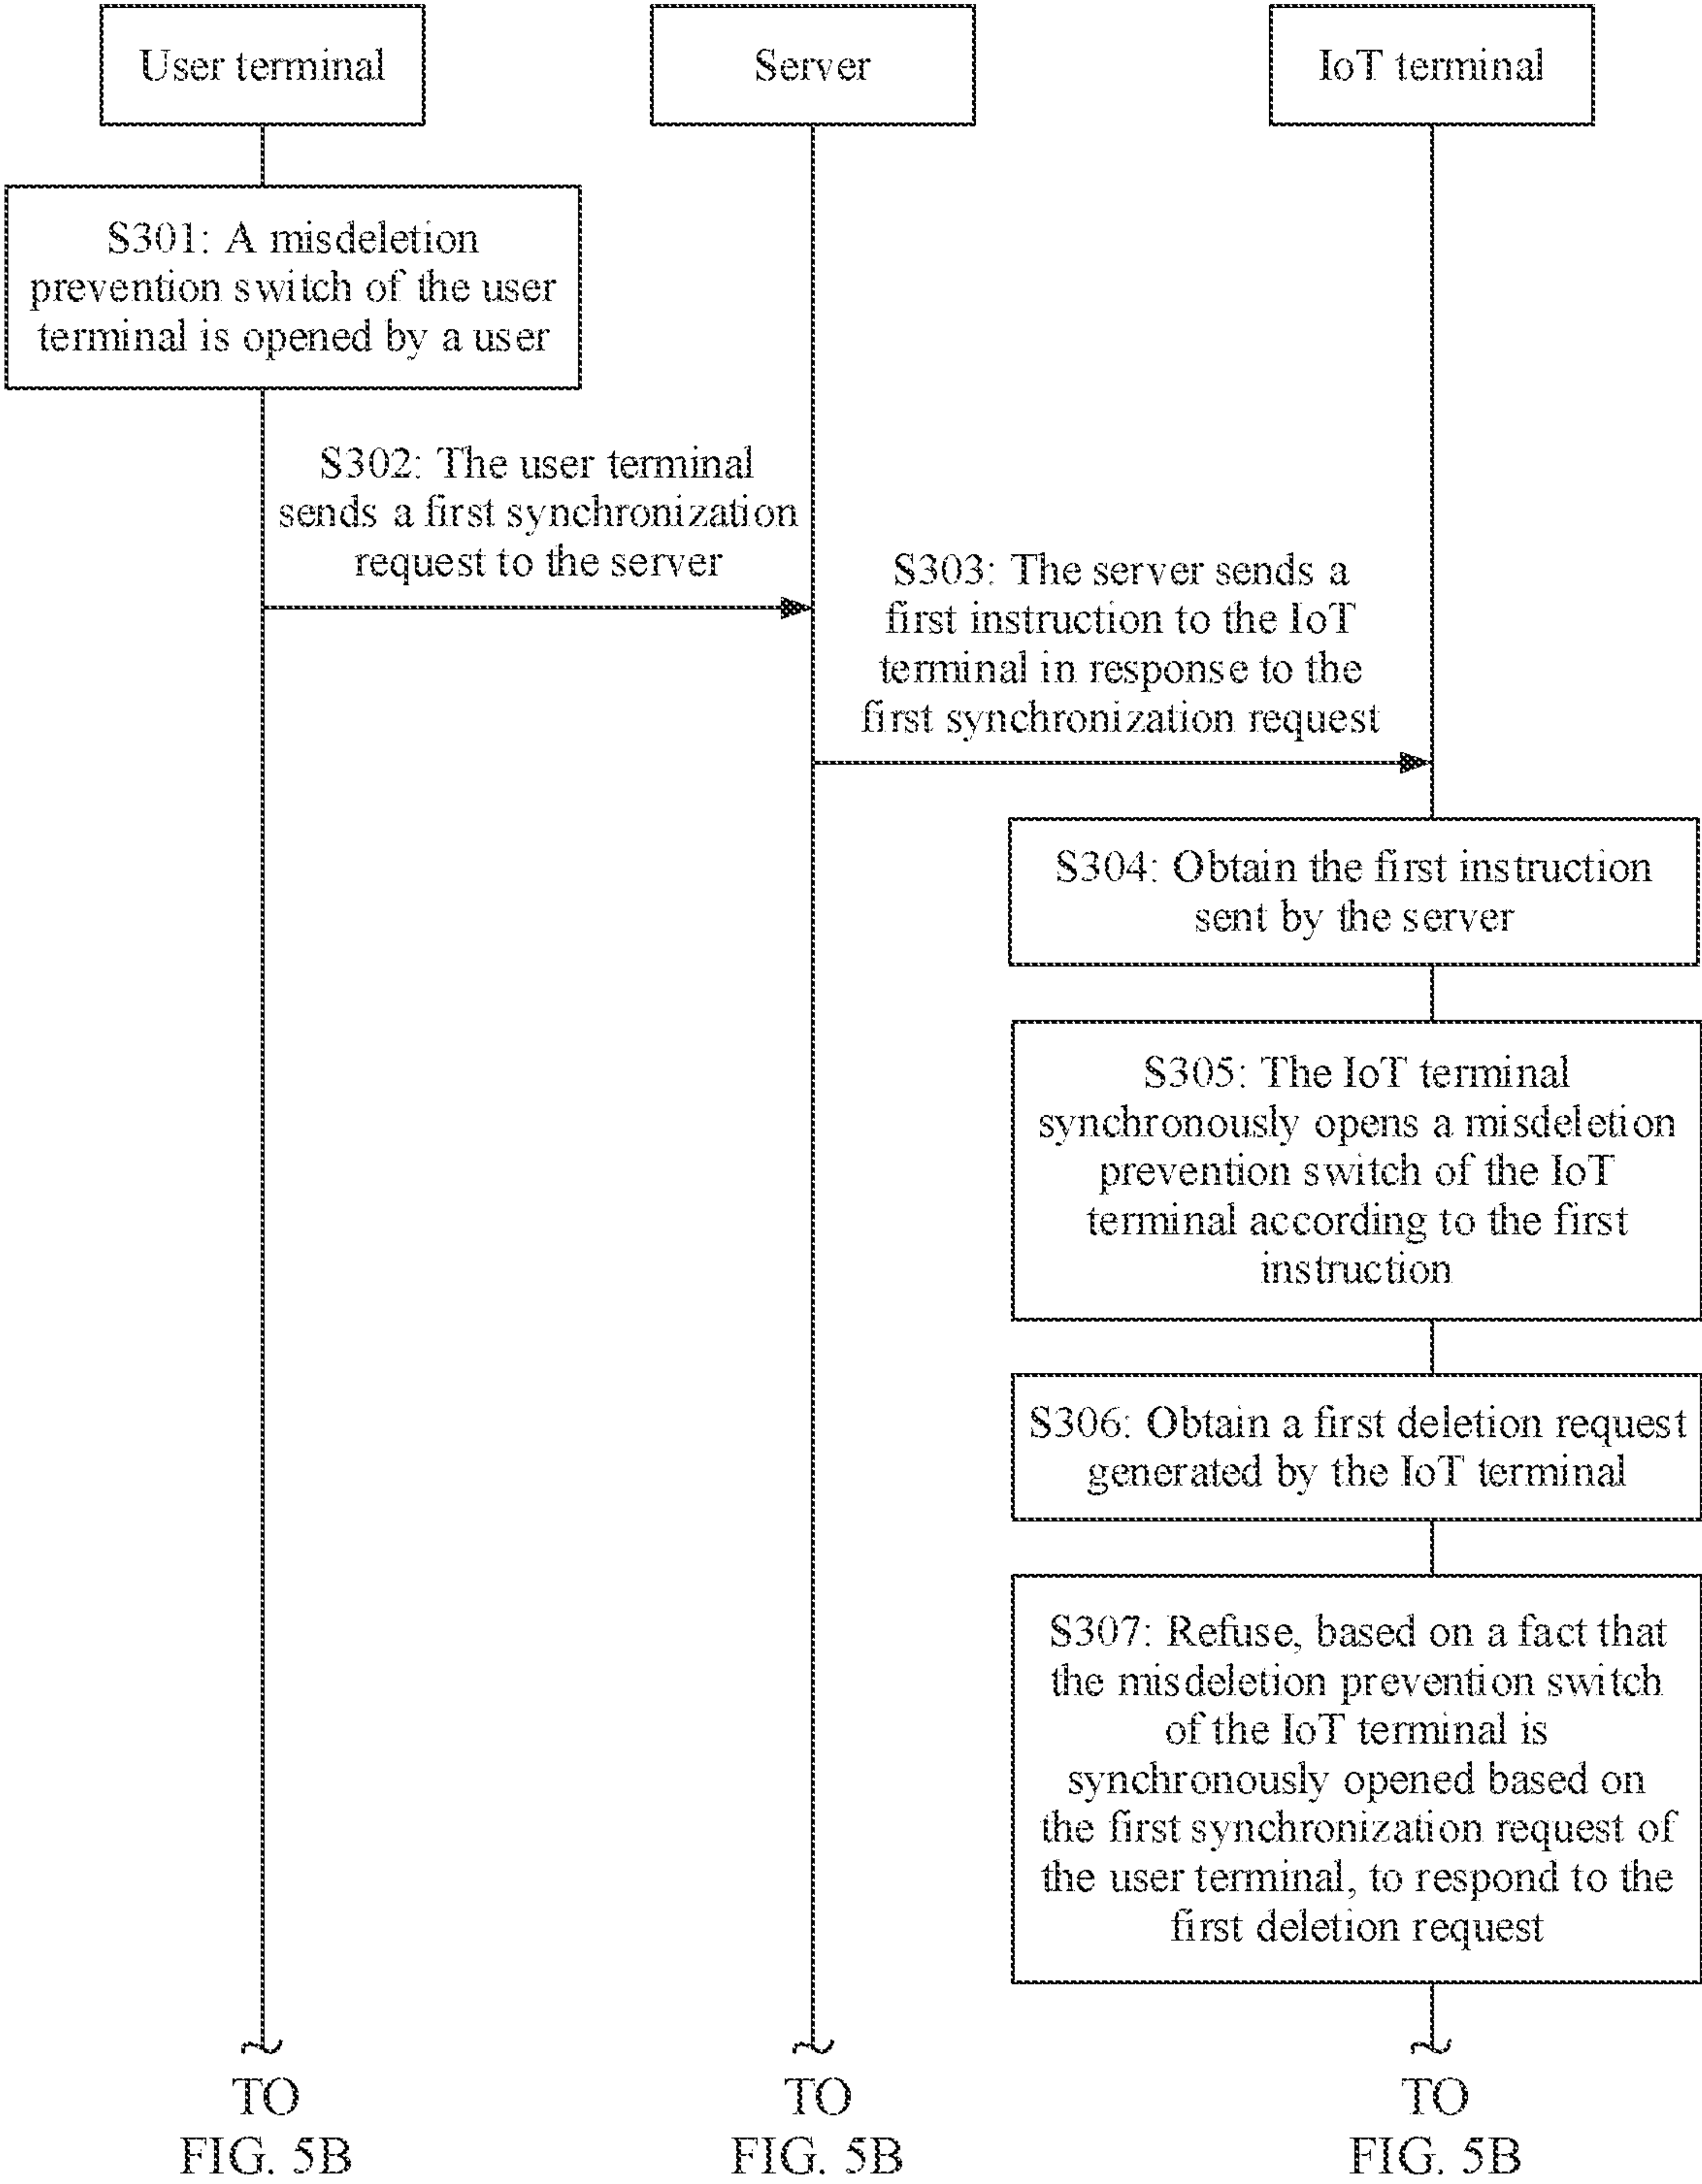 User terminal
Server
IoT terminal
S301: A misdeletion
prevention switch of the user
terminal is opened by a user
S302: The user terminal
sends a first synchronization
request to the server
S303: The server sends a
first instruction to the IoT
terminal in response to the
first synchronization request
S304: Obtain the first instruction
sent by the server
S305: The IoT terminal
synchronously opens a misdeletion
prevention switch of the IoT
terminal according to the first
instruction
S306: Obtain a first deletion request
generated by the IoT terminal
S307: Refuse, based on a fact that
the misdeletion prevention switch
of the IoT terminal is
synchronously opened based on
the first synchronization request of
the user terminal, to respond to the
first deletion request
TO
FIG. 5B
TO
FIG. 5B
TO
FIG. 5B